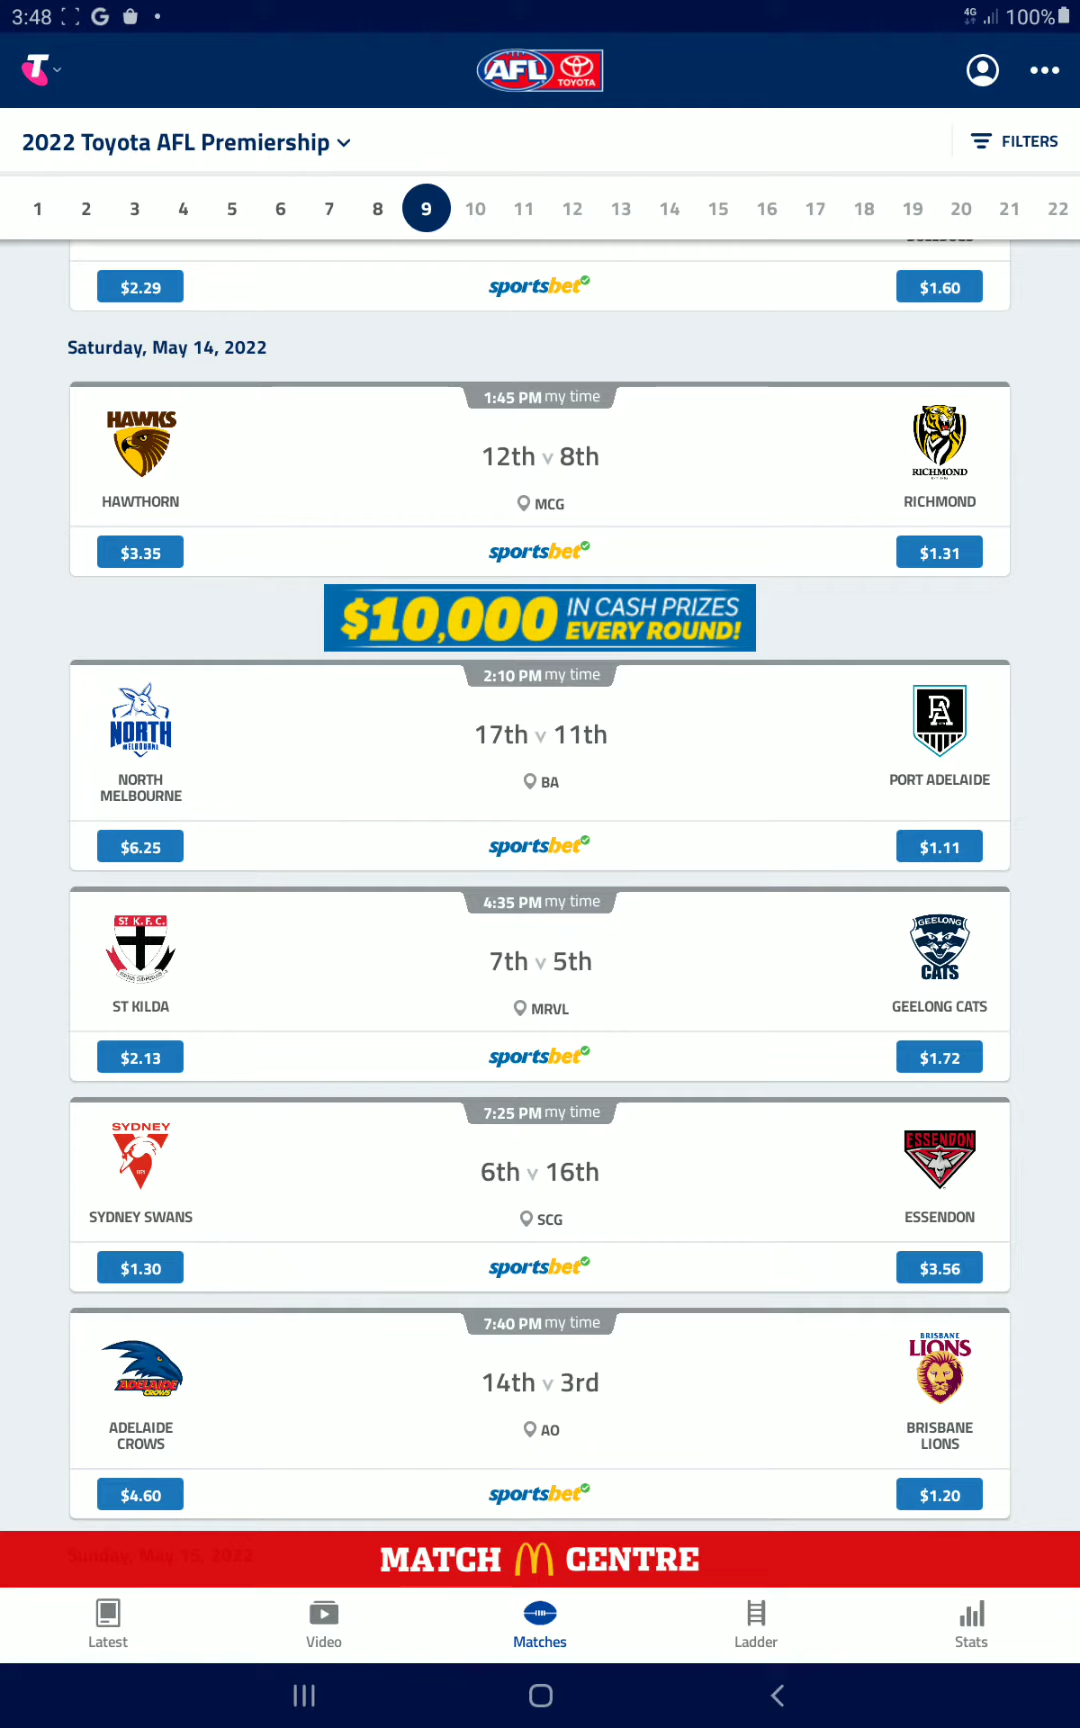 3:48
4G
100%
AFL
TOYOTA
2022 Toyota AFL Premiership
FILTERS
1 2 3 4 5 6 7 8 9 10 11 12 13 14 15 16 17 18 19 20 21 22
$2.29
sportsbet
$1.60
Saturday, May 14, 2022
1:45 PM my time
HAWKS
12th v 8th
RICHMOND
HAWTHORN
MCG
RICHMOND
$3.35
sportsbet
$1.31
$10,000 IN CASH PRIZES
EVERY ROUND!
2:10 PM my time
NORTH
MELBOURNE
17th v 11th
PA
NORTH
MELBOURNE
BA
PORT ADELAIDE
$6.25
sportsbet
$1.11
4:35 PM my time
ST K.F.C.
7th v 5th
GEELONG
CATS
ST KILDA
MRVL
GEELONG CATS
$2.13
sportsbet
$1.72
7:25 PM my time
SYDNEY
6th v 16th
ESSENDON
SYDNEY SWANS
SCG
ESSENDON
$1.30
sportsbet
$3.56
7:40 PM my time
ADELAIDE
CROWS
14th v 3rd
BRISBANE
LIONS
ADELAIDE
CROWS
AO
BRISBANE
LIONS
$4.60
sportsbet
$1.20
Sunday, May 15, 2022
MATCH CENTRE
Latest
Video
Matches
Ladder
Stats